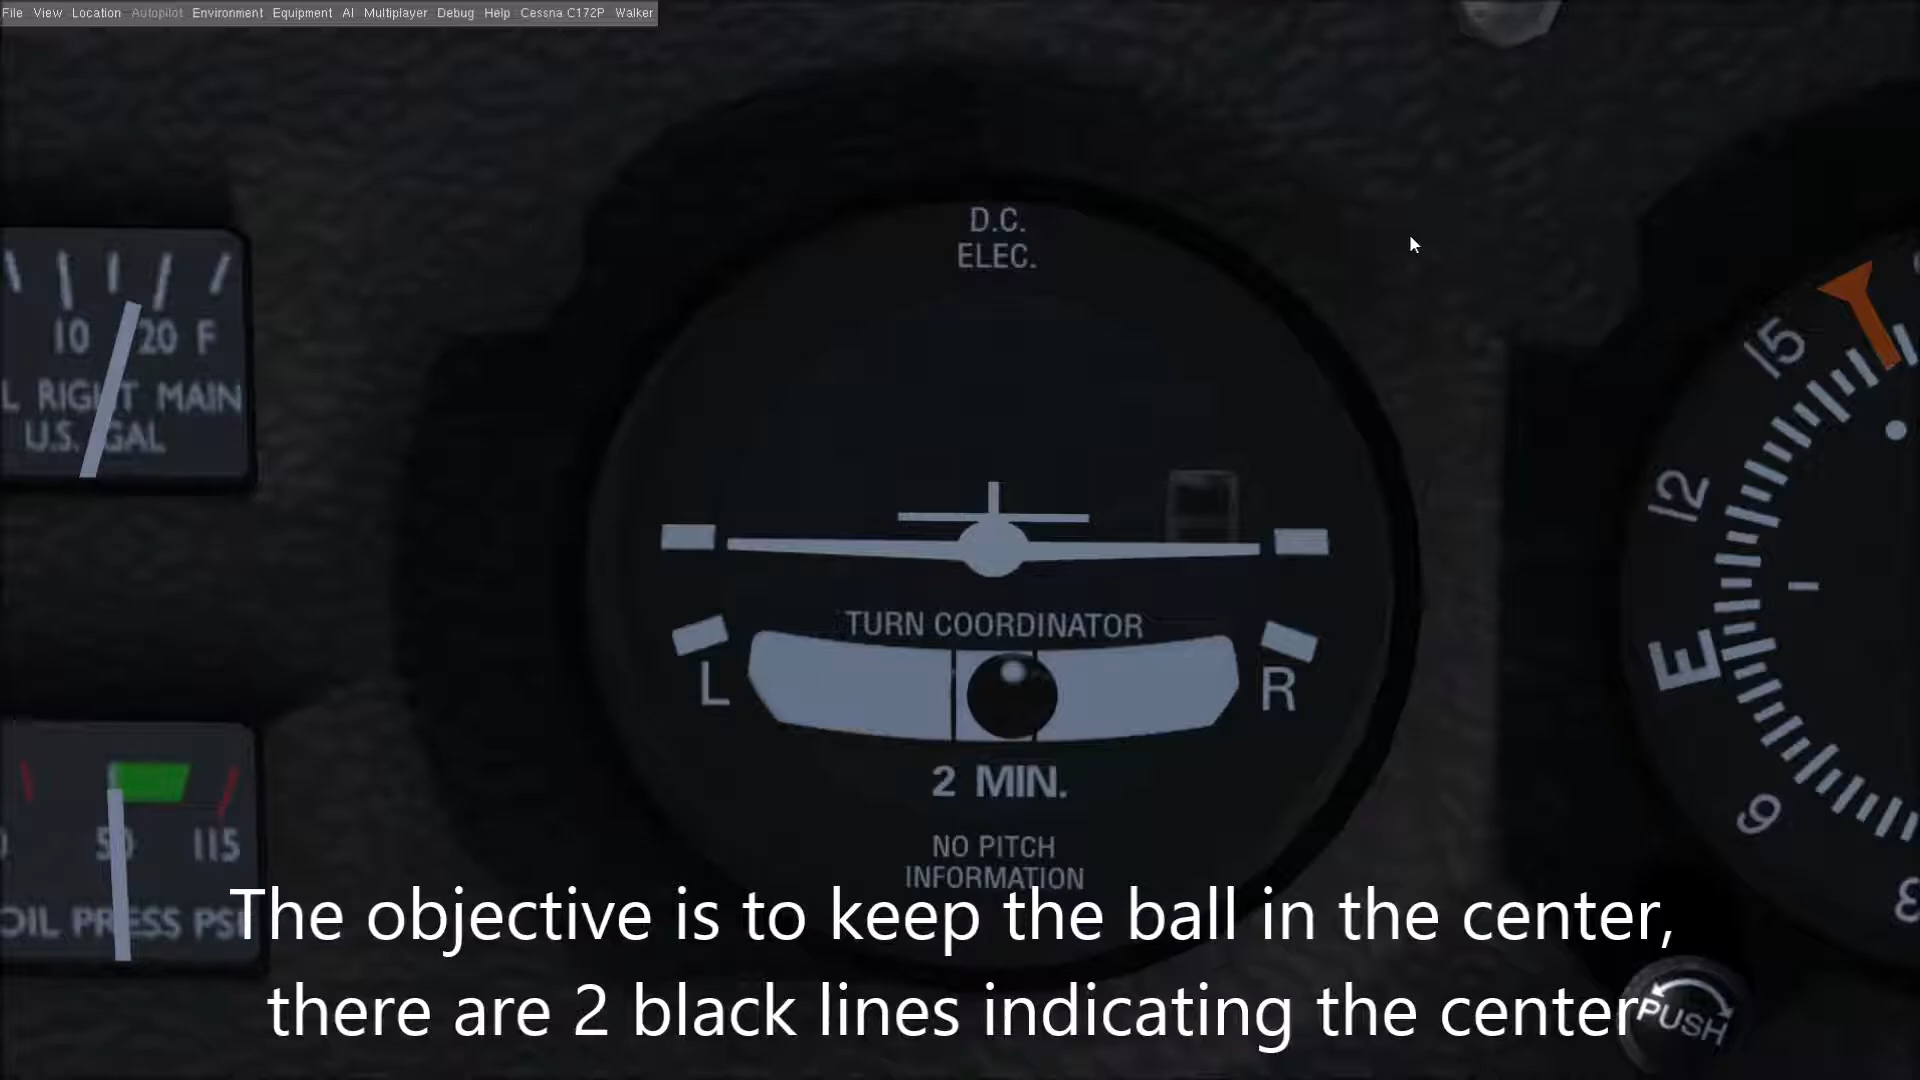 File View Location Autopilot Environment Equipment AI Multiplayer Debug Help Cessna C172P Walker
D.C.
ELEC.
10 20 F
L RIGHT MAIN
U.S. GAL
15
12
E
TURN COORDINATOR
L R
2 MIN.
6
50 115
NO PITCH
INFORMATION
OIL PRESS PSI
3
The objective is to keep the ball in the center,
there are 2 black lines indicating the center
PUSH